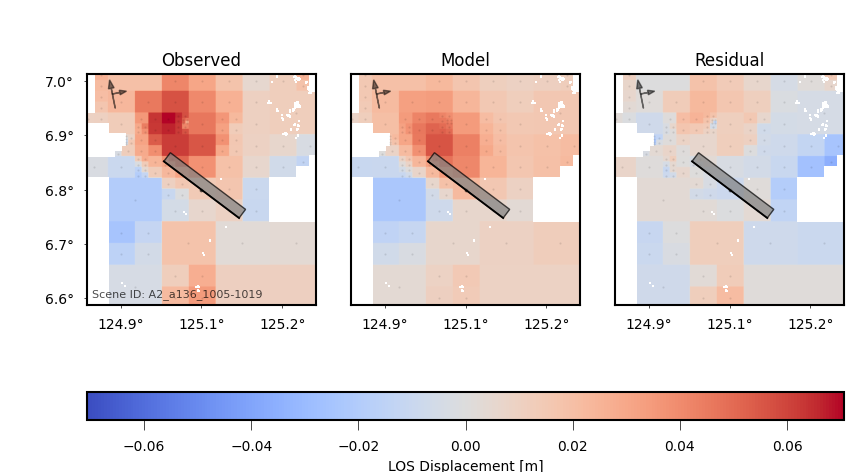 Observed
Model
Residual
7.0°
6.9°
6.8°
6.7°
6.6°
Scene ID: A2_a136_1005-1019
124.9° 125.1° 125.2°
124.9° 125.1° 125.2°
124.9° 125.1° 125.2°
−0.06 −0.04 −0.02 0.00 0.02 0.04 0.06
LOS Displacement [m]